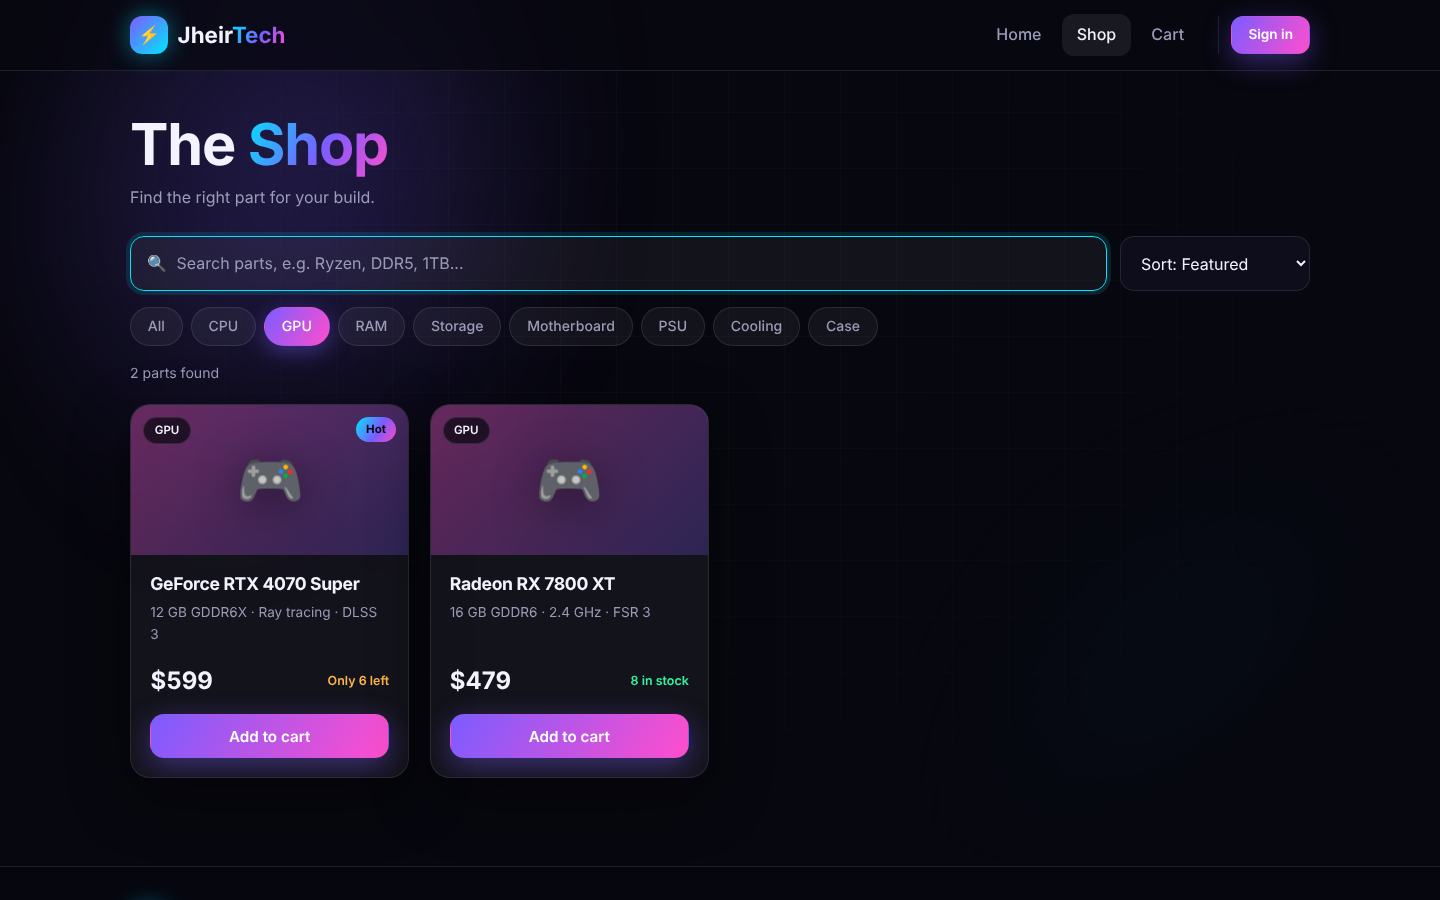 JheirTech
Home
Shop
Cart
Sign in
The Shop
Find the right part for your build.
Search parts, e.g. Ryzen, DDR5, 1TB...
Sort: Featured
All
CPU
GPU
RAM
Storage
Motherboard
PSU
Cooling
Case
2 parts found
GPU
Hot
GeForce RTX 4070 Super
12 GB GDDR6X · Ray tracing · DLSS
3
$599
Only 6 left
Add to cart
GPU
Radeon RX 7800 XT
16 GB GDDR6 · 2.4 GHz · FSR 3
$479
8 in stock
Add to cart